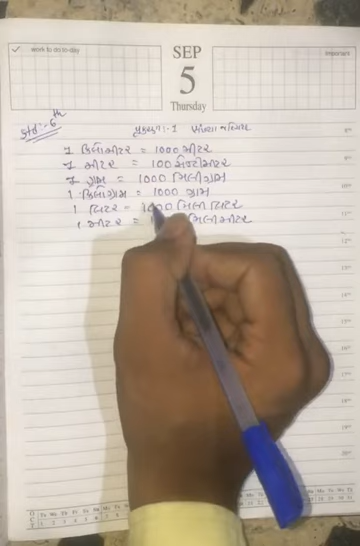 ✓ work to do to-day
SEP
5
Thursday
Important
std:-6th
પ્રકરણ:-1 સંખ્યા પરિચય
1 કિલોમીટર = 1000 મીટર
1 મીટર = 100 સેન્ટીમીટર
1 ગ્રામ = 1000 મિલીગ્રામ
1 કિલોગ્રામ = 1000 ગ્રામ
1 લિટર = 1000 મિલી લિટર
1 મીટર = મિલીમીટર